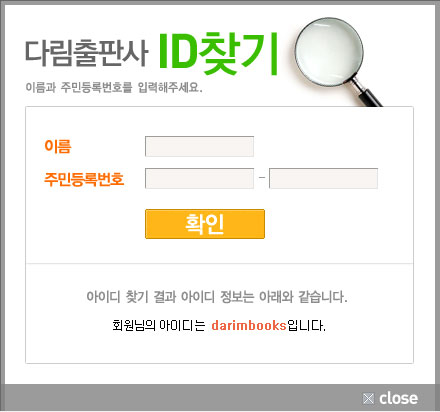 다림출판사 ID찾기
이름과 주민등록번호를 입력해주세요.
이름
주민등록번호 -
확인
아이디 찾기 결과 아이디 정보는 아래와 같습니다.
회원님의 아이디는 darimbooks입니다.
close